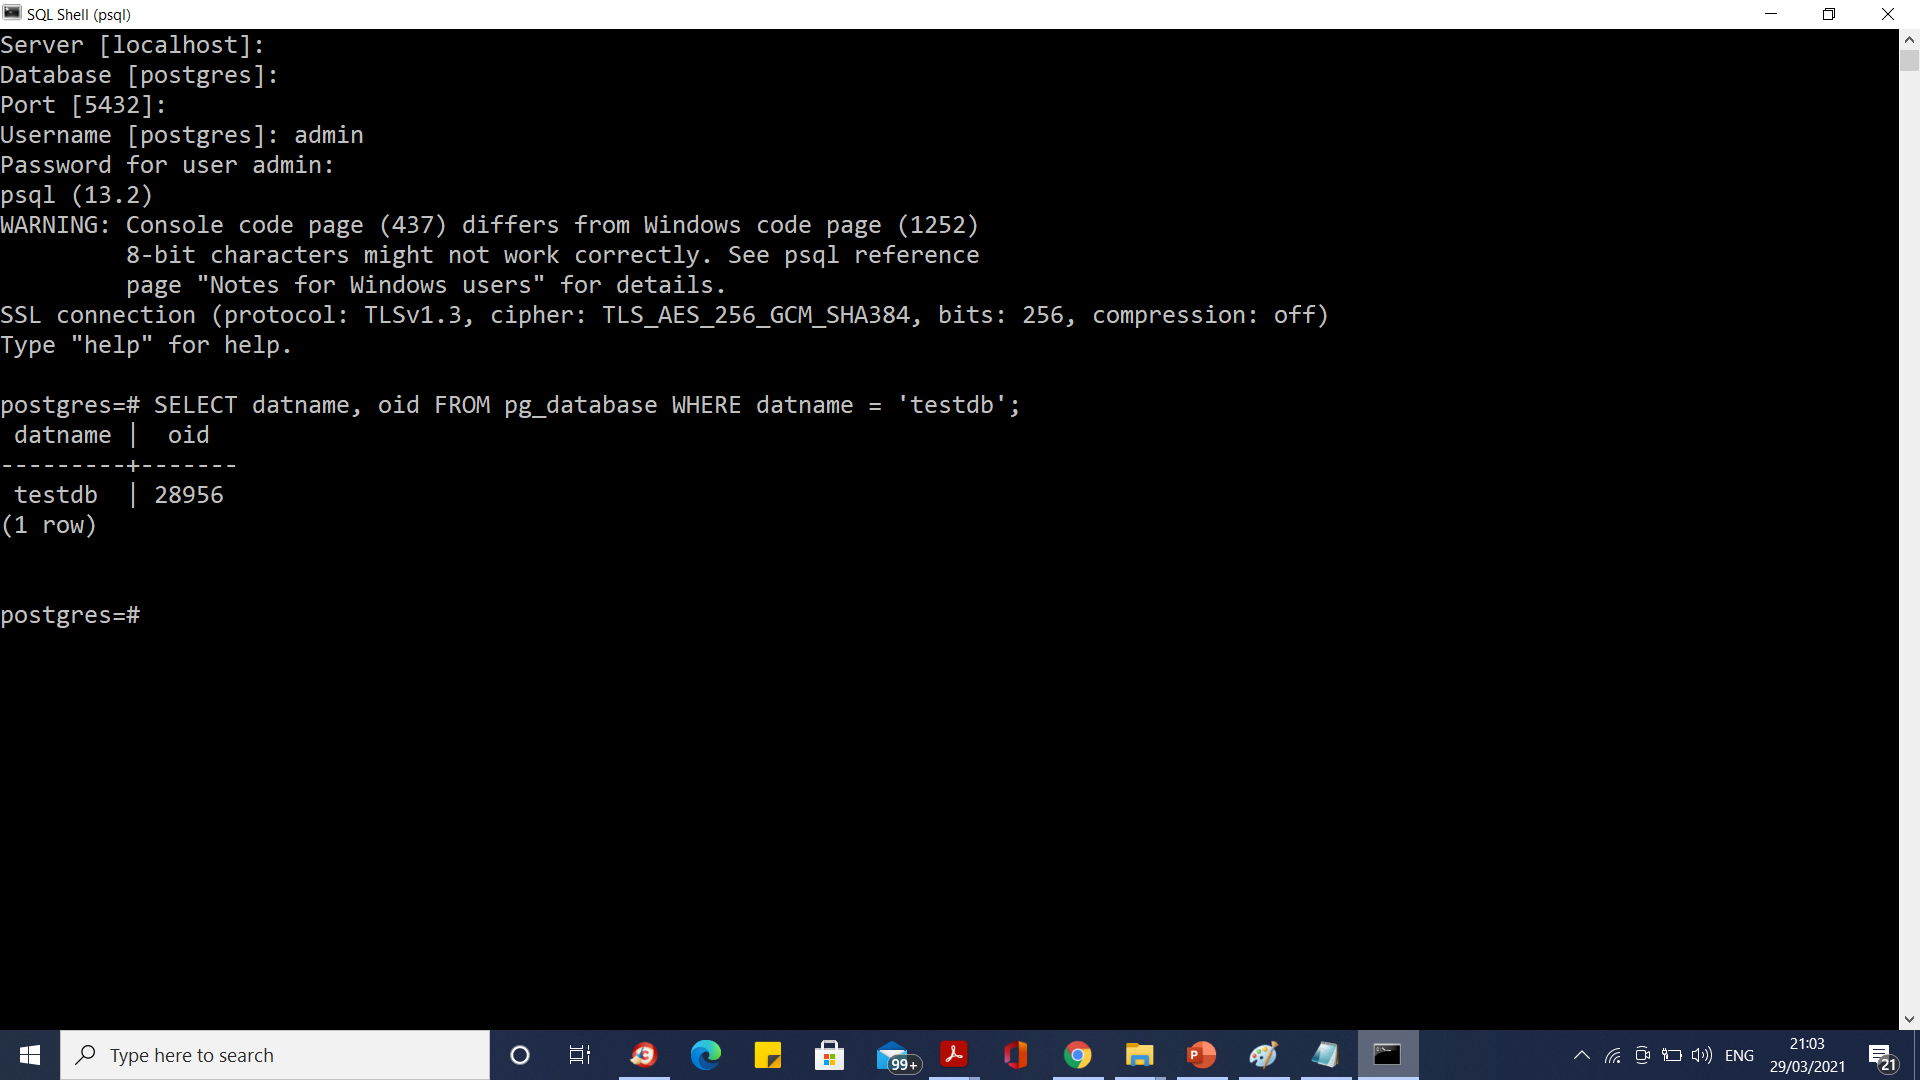 SQL Shell (psql)
Server [localhost]:
Database [postgres]:
Port [5432]:
Username [postgres]: admin
Password for user admin:
psql (13.2)
WARNING: Console code page (437) differs from Windows code page (1252)
         8-bit characters might not work correctly. See psql reference
         page "Notes for Windows users" for details.
SSL connection (protocol: TLSv1.3, cipher: TLS_AES_256_GCM_SHA384, bits: 256, compression: off)
Type "help" for help.
postgres=# SELECT datname, oid FROM pg_database WHERE datname = 'testdb';
 datname |  oid
---------+-------
 testdb  | 28956
(1 row)
postgres=#
Type here to search
99+
ENG
21:03
29/03/2021
21